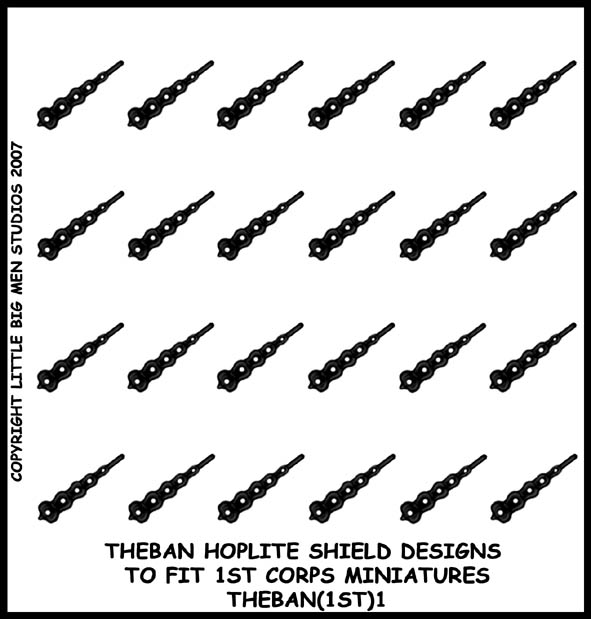 COPYRIGHT LITTLE BIG MEN STUDIOS 2007
THEBAN HOPLITE SHIELD DESIGNS
TO FIT 1ST CORPS MINIATURES
THEBAN(1ST)1